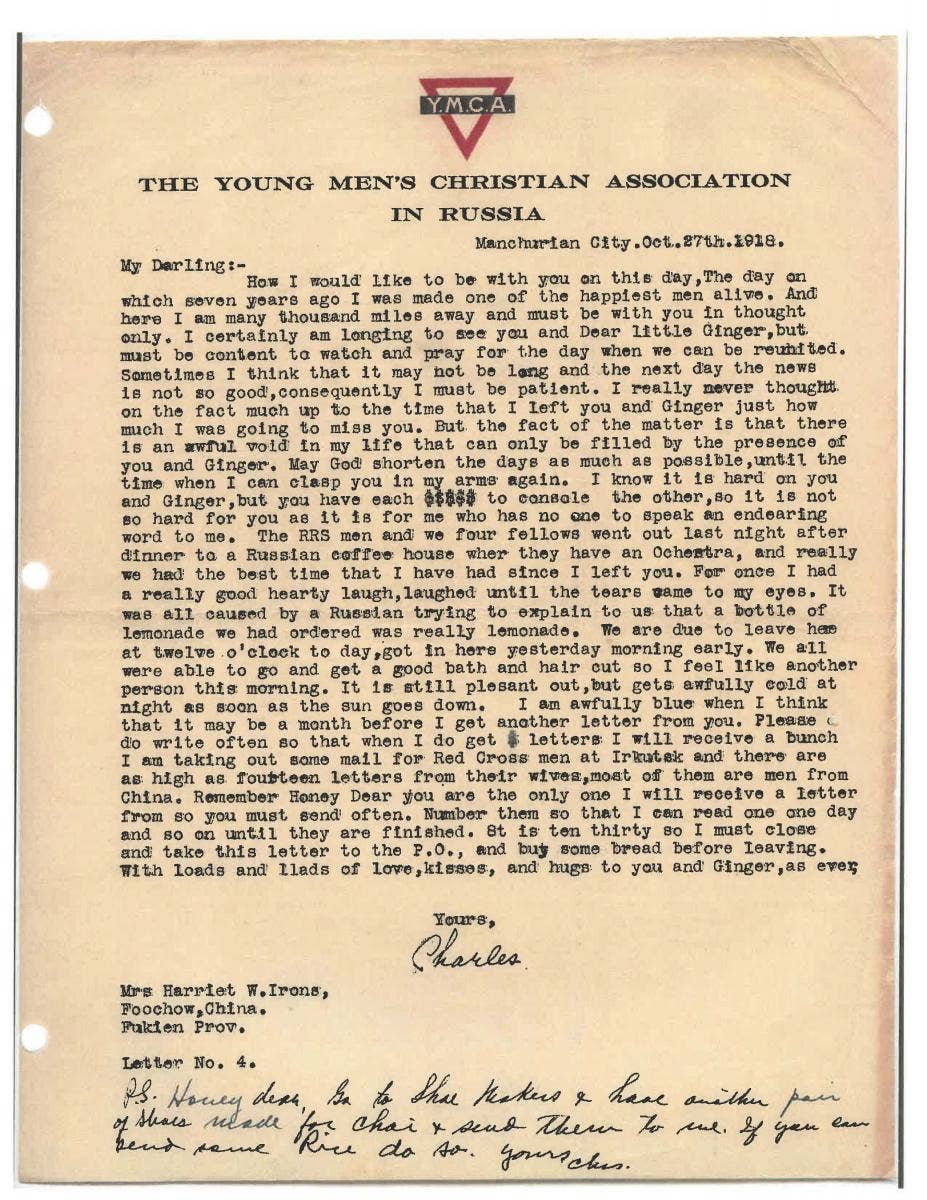 Y.M.C.A.
THE YOUNG MEN'S CHRISTIAN ASSOCIATION
IN RUSSIA
Manchurian City.Oct.27th.1918.
My Darling:-
How I would like to be with you on this day,The day on
which seven years ago I was made one of the happiest men alive. And
here I am many thousand miles away and must be with you in thought
only. I certainly am longing to see you and Dear little Ginger,but
must be content to watch and pray for the day when we can be reunited.
Sometimes I think that it may not be long and the next day the news
is not so good,consequently I must be patient. I really never thought
on the fact much up to the time that I left you and Ginger just how
much I was going to miss you. But the fact of the matter is that there
is an awful void in my life that can only be filled by the presence of
you and Ginger. May God shorten the days as much as possible,until the
time when I can clasp you in my arms again. I know it is hard on you
and Ginger,but you have each to console the other,so it is not
so hard for you as it is for me who has no one to speak an endearing
word to me. The RRS men and we four fellows went out last night after
dinner to a Russian coffee house wher they have an Ochestra, and really
we had the best time that I have had since I left you. For once I had
a really good hearty laugh,laughed until the tears came to my eyes. It
was all caused by a Russian trying to explain to us that a bottle of
lemonade we had ordered was really lemonade. We are due to leave
at twelve o'clock to day,got in here yesterday morning early. We all
were able to go and get a good bath and hair cut so I feel like another
person this morning. It is still plesant out,but gets awfully cold at
night as soon as the sun goes down. I am awfully blue when I think
that it may be a month before I get another letter from you. Please
do write often so that when I do get letters I will receive a bunch
I am taking out some mail for Red Cross men at Irkutsk and there are
as high as fourteen letters from their wives,most of them are men from
China. Remember Honey Dear you are the only one I will receive a letter
from so you must send often. Number them so that I can read one one day
and so on until they are finished. 8t is ten thirty so I must close
and take this letter to the P.O., and buy some bread before leaving.
With loads and llads of love,kisses, and hugs to you and Ginger,as ever,
Yours,
Charles
Mrs Harriet W.Irons,
Foochow,China.
Fukien Prov.
Letter No. 4.
P.S. Honey dear, Go to Shoe Makers & have another pair
of shoes made for Chai & send them to me. If you can
send some Rice do so. Yours Chas.